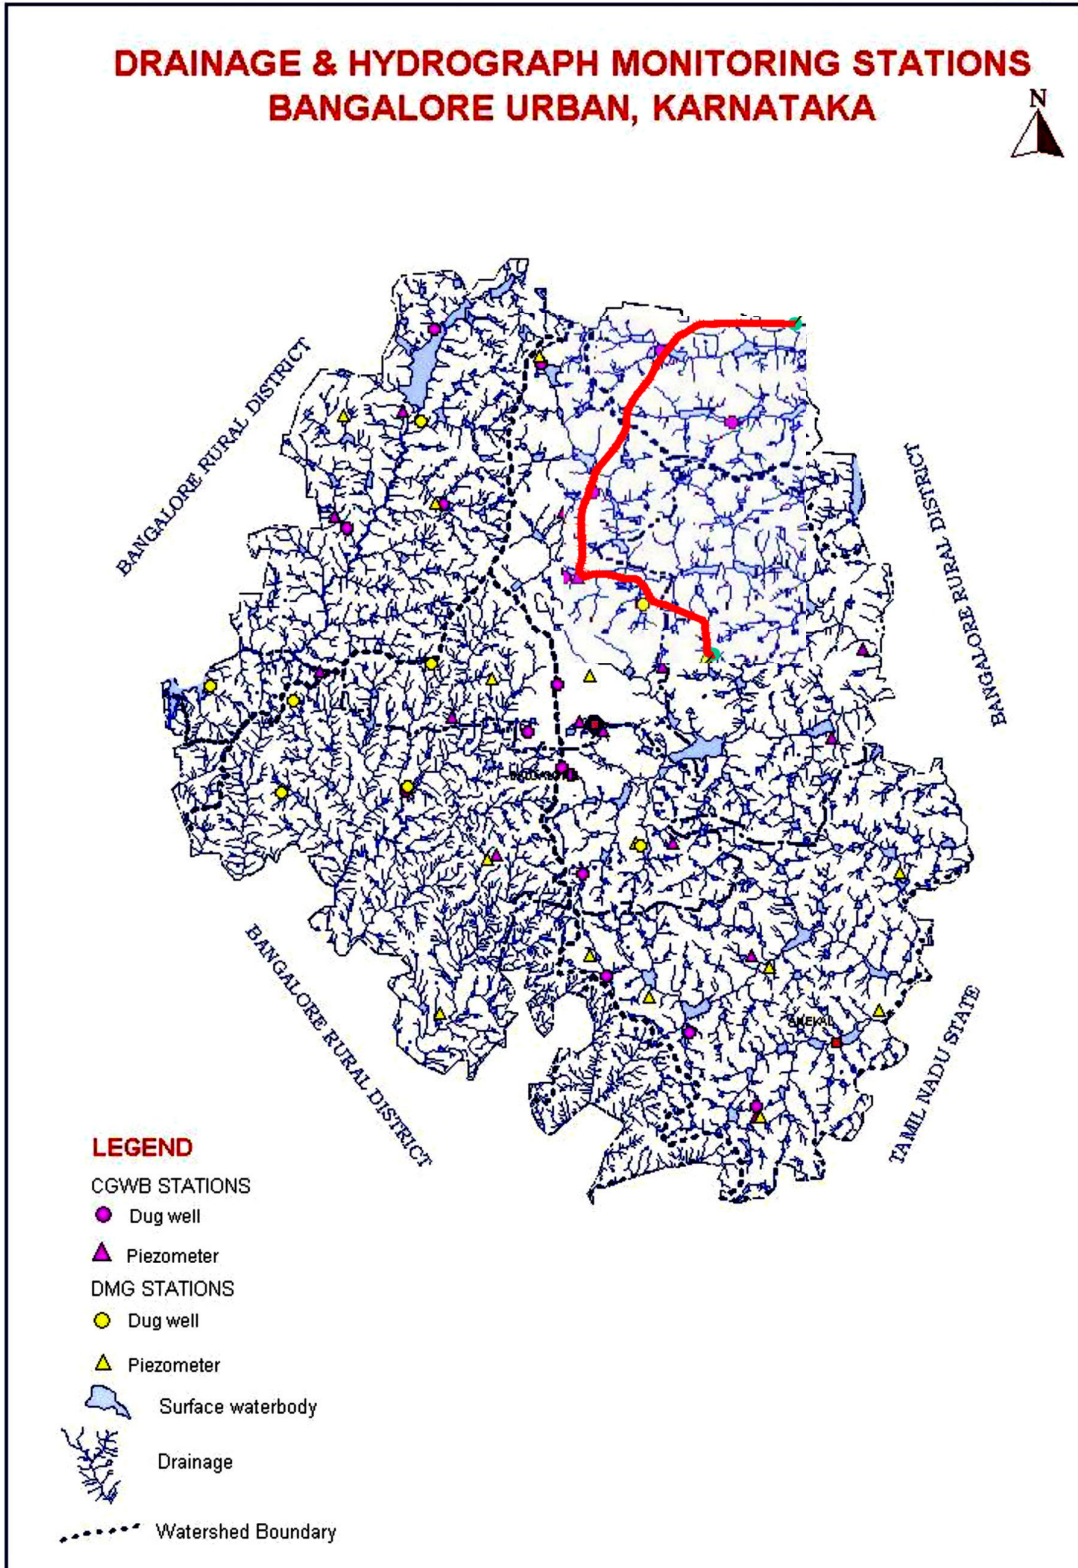 DRAINAGE & HYDROGRAPH MONITORING STATIONS
BANGALORE URBAN, KARNATAKA
N
BANGALORE RURAL DISTRICT
BANGALORE RURAL DISTRICT
BANGALORE RURAL DISTRICT
TAMIL NADU STATE
ANEKAL
LEGEND
CGWB STATIONS
Dug well
Piezometer
DMG STATIONS
Dug well
Piezometer
Surface waterbody
Drainage
Watershed Boundary